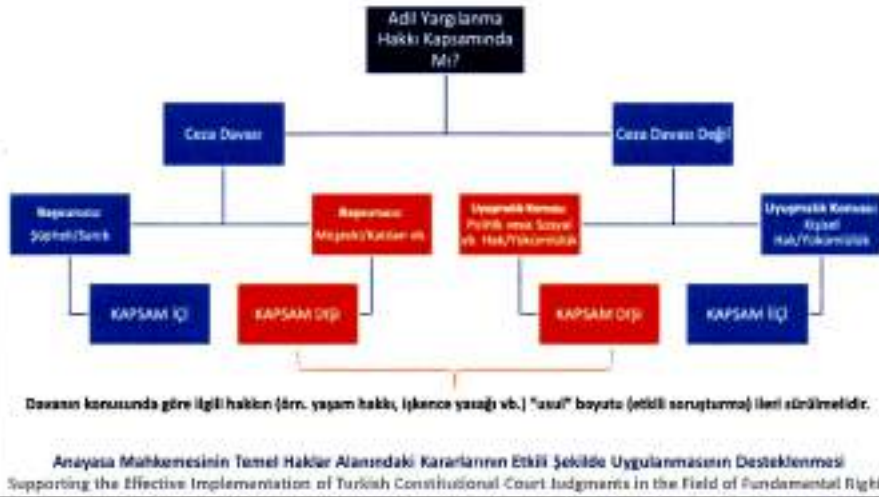 Adil Yargılanma
Hakkı Kapsamında
Mı?
Ceza Davası
Ceza Davası Değil
Başvurucu:
Şüpheli/Sanık
Başvurucu:
Müşteki/Katılan vb.
Uyuşmalık Konusu:
Politik veya Sosyal
vb. Hak/Yükümlülük
Uyuşmalık Konusu:
Kişisel
Hak/Yükümlülük
KAPSAM İÇİ
KAPSAM DIŞI
KAPSAM DIŞI
KAPSAM İÇİ
Davanın konusunda göre ilgili hakkın (örn. yaşam hakkı, işkence yasağı vb.) "usul" boyutu (etkili soruşturma) ileri sürülmelidir.
Anayasa Mahkemesinin Temel Haklar Alanındaki Kararlarının Etkili Şekilde Uygulanmasının Desteklenmesi
Supporting the Effective Implementation of Turkish Constitutional Court Judgments in the Field of Fundamental Righ